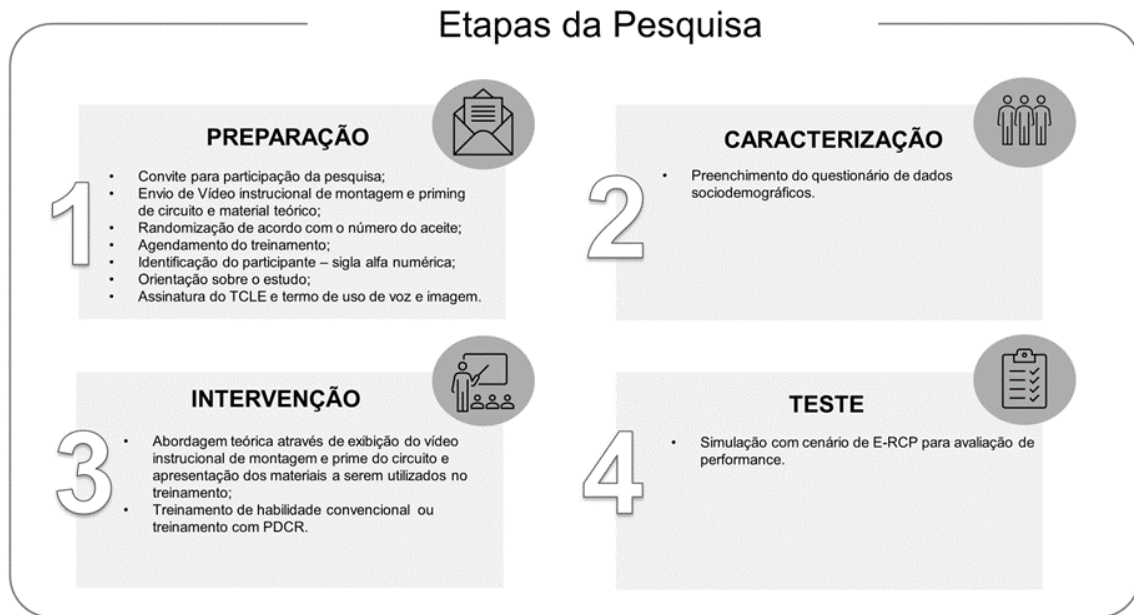 Etapas da Pesquisa
1
PREPARAÇÃO
• Convite para participação da pesquisa;
• Envio de Vídeo instrucional de montagem e priming
de circuito e material teórico;
• Randomização de acordo com o número do aceite;
• Agendamento do treinamento;
• Identificação do participante – sigla alfa numérica;
• Orientação sobre o estudo;
• Assinatura do TCLE e termo de uso de voz e imagem.
2
CARACTERIZAÇÃO
• Preenchimento do questionário de dados
sociodemográficos.
3
INTERVENÇÃO
• Abordagem teórica através de exibição do vídeo
instrucional de montagem e prime do circuito e
apresentação dos materiais a serem utilizados no
treinamento;
• Treinamento de habilidade convencional ou
treinamento com PDCR.
4
TESTE
• Simulação com cenário de E-RCP para avaliação de
performance.